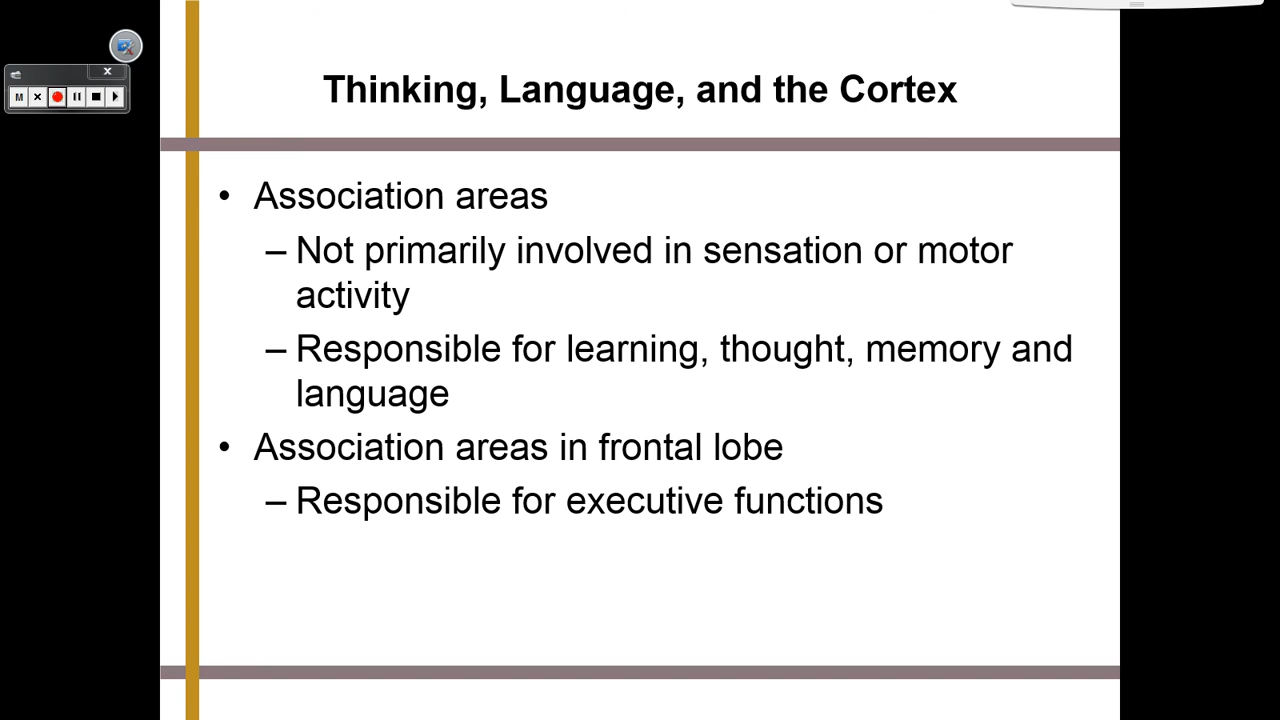 Thinking, Language, and the Cortex
M
• Association areas
– Not primarily involved in sensation or motor
activity
– Responsible for learning, thought, memory and
language
• Association areas in frontal lobe
– Responsible for executive functions